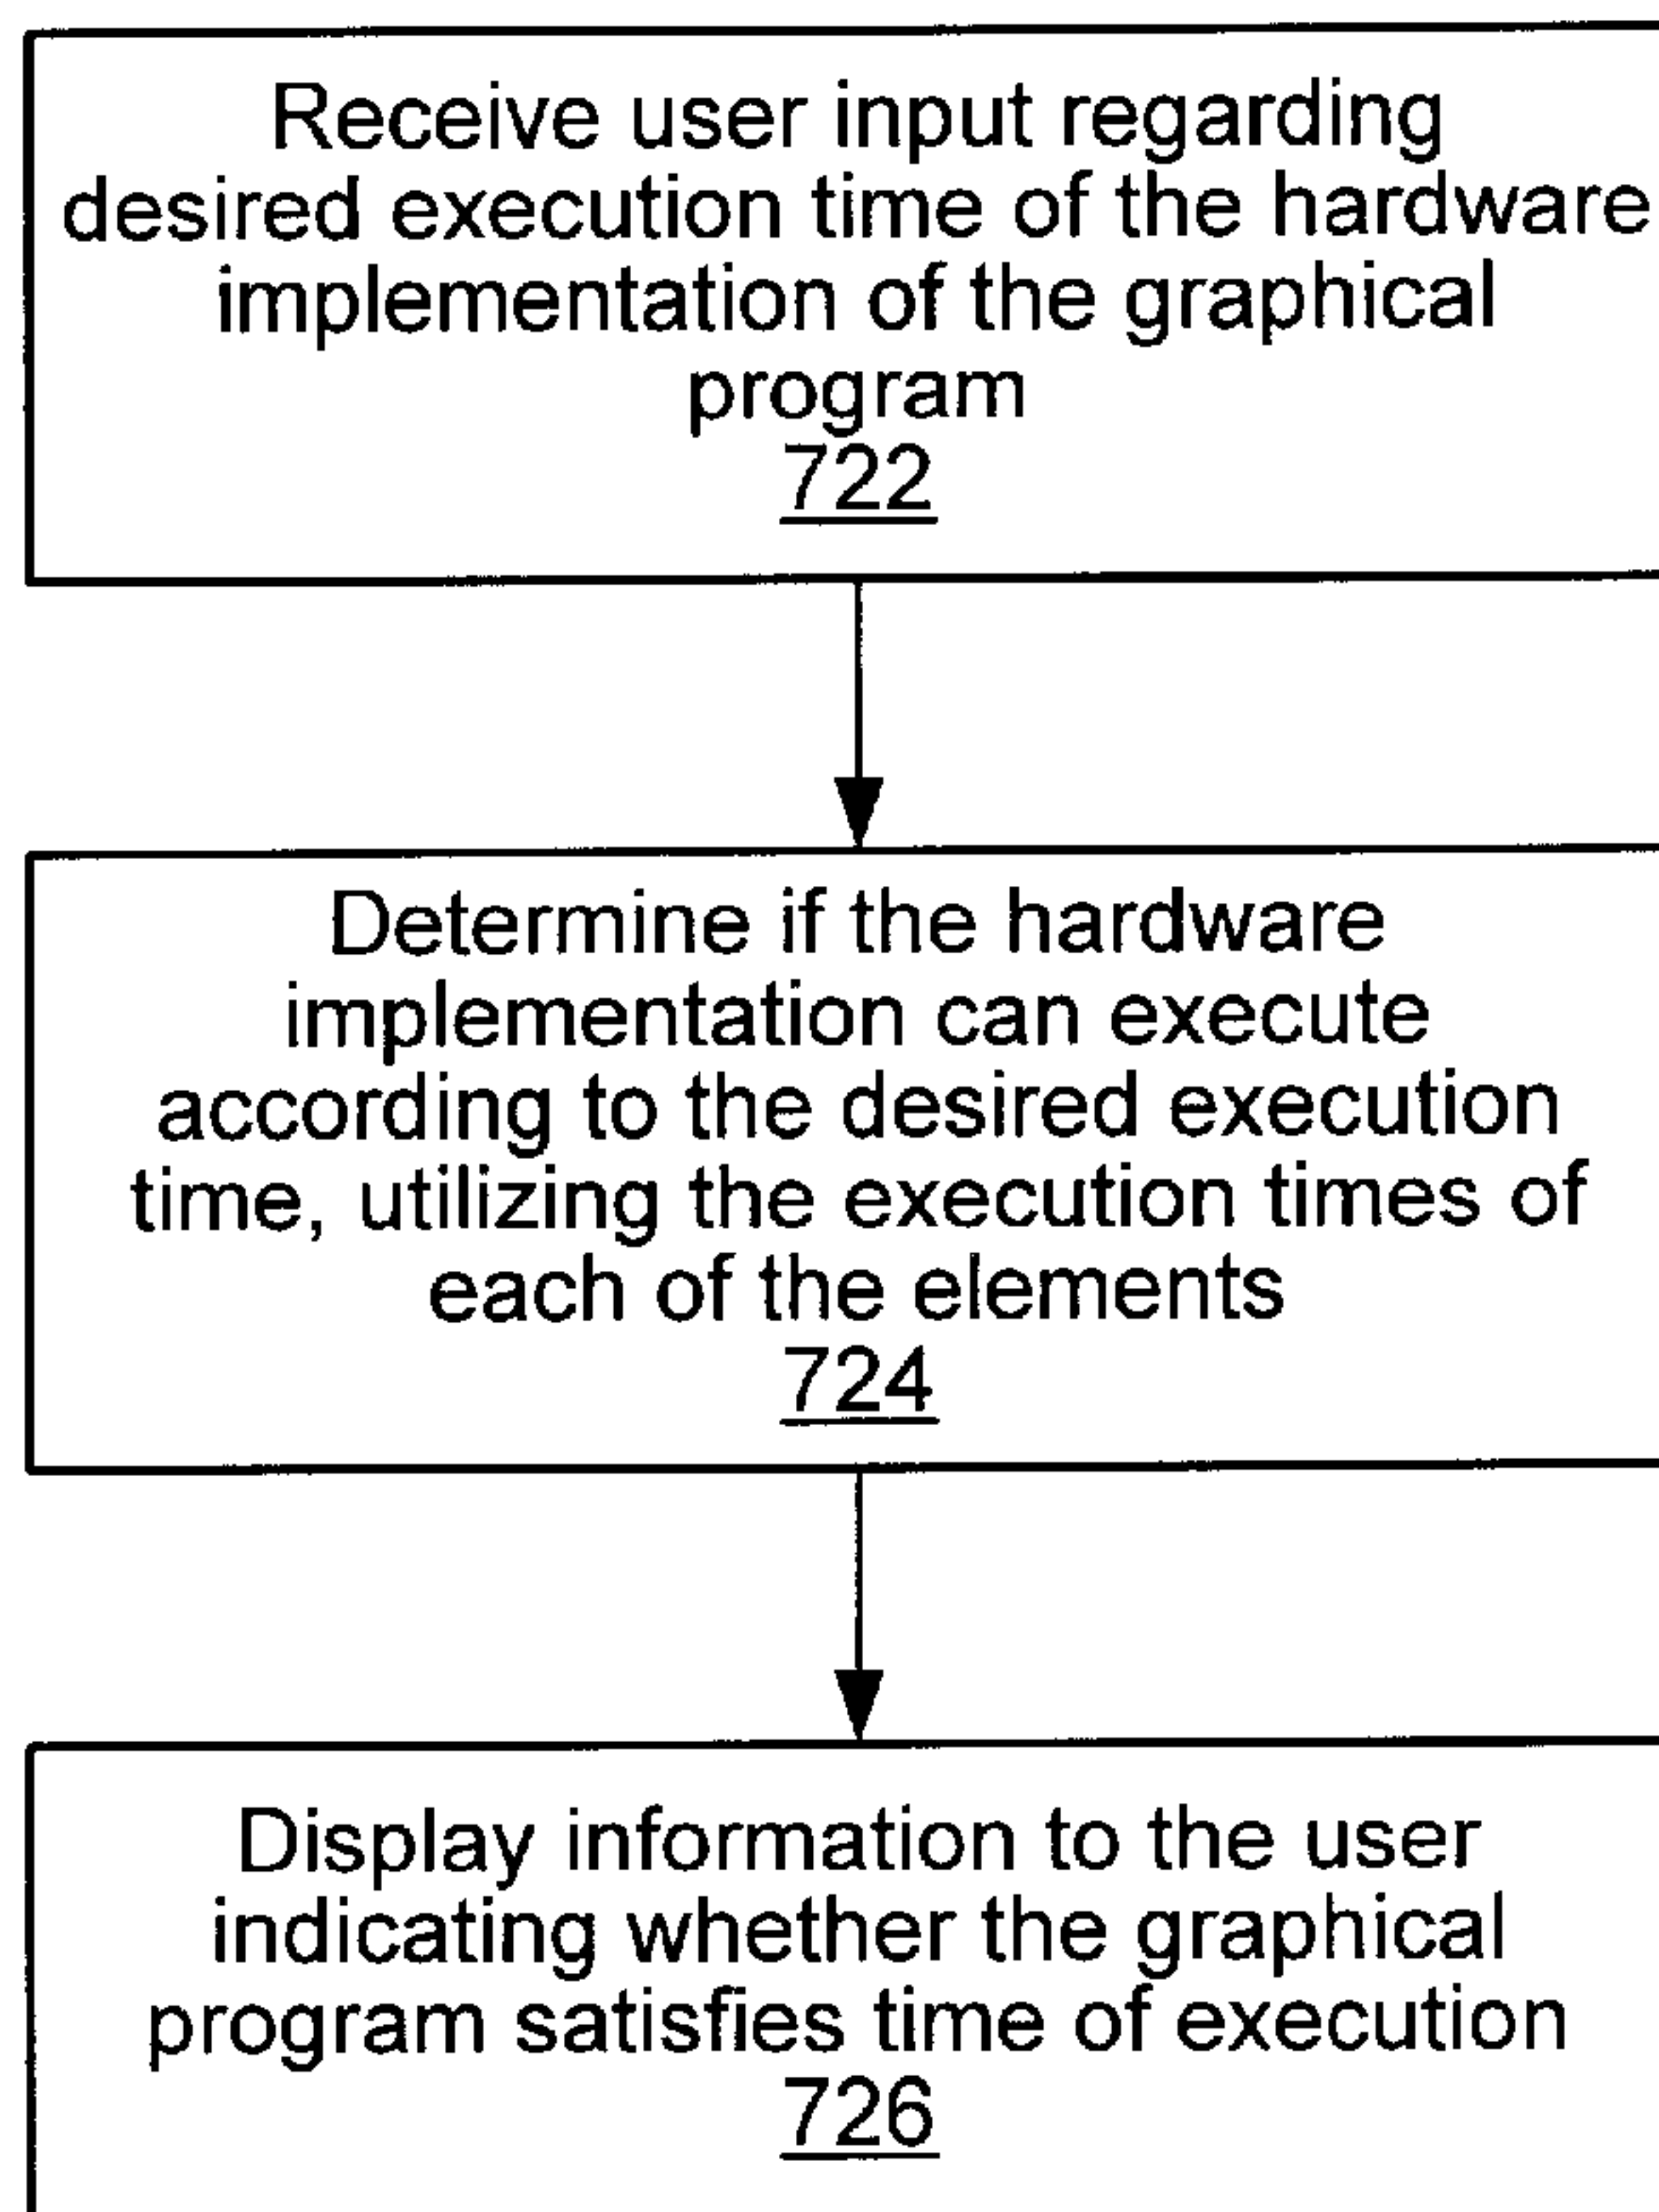 Receive user input regarding
desired execution time of the hardware
implementation of the graphical
program
722
Determine if the hardware
implementation can execute
according to the desired execution
time, utilizing the execution times of
each of the elements
724
Display information to the user
indicating whether the graphical
program satisfies time of execution
726